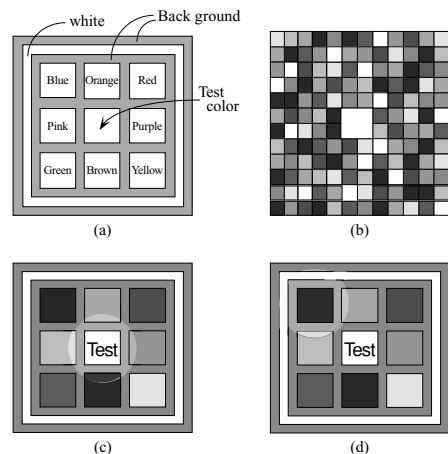 white
Back ground
Blue Orange Red
Test
color
Pink Purple
Green Brown Yellow
(a) (b)
Test Test
(c) (d)